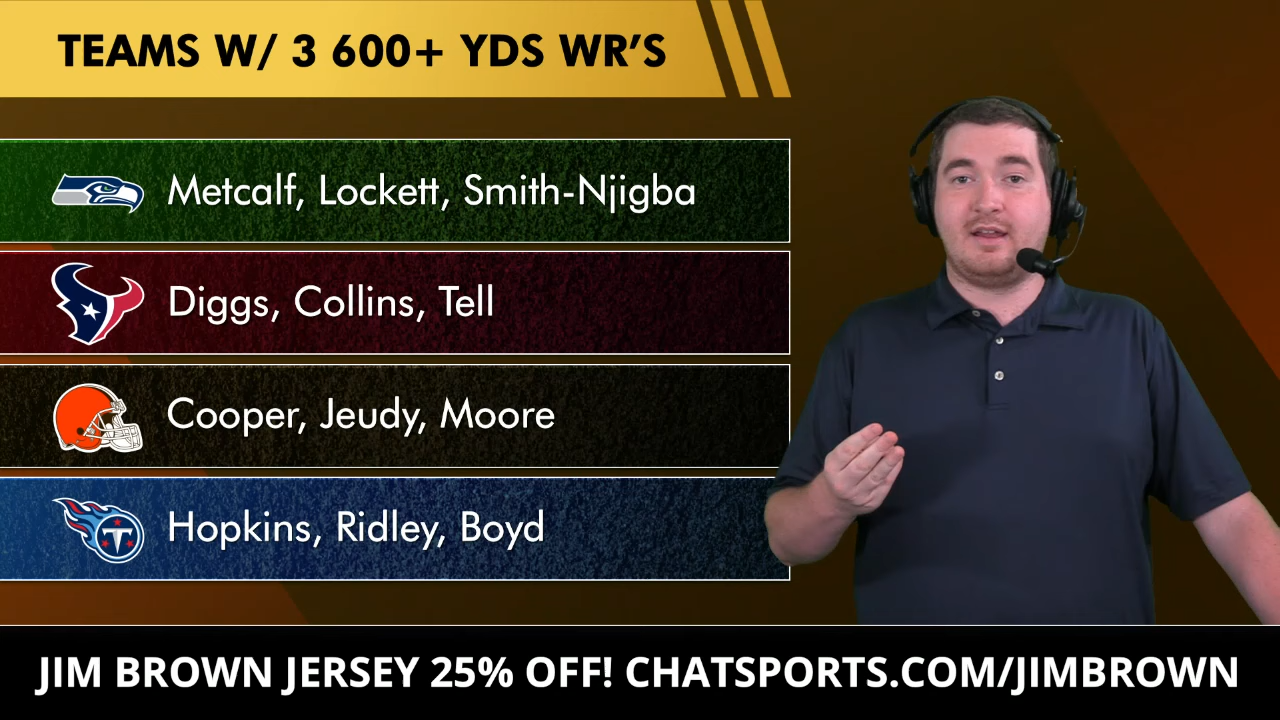 TEAMS W/ 3 600+ YDS WR'S
Metcalf, Lockett, Smith-Njigba
Diggs, Collins, Tell
Cooper, Jeudy, Moore
Hopkins, Ridley, Boyd
JIM BROWN JERSEY 25% OFF! CHATSPORTS.COM/JIMBROWN